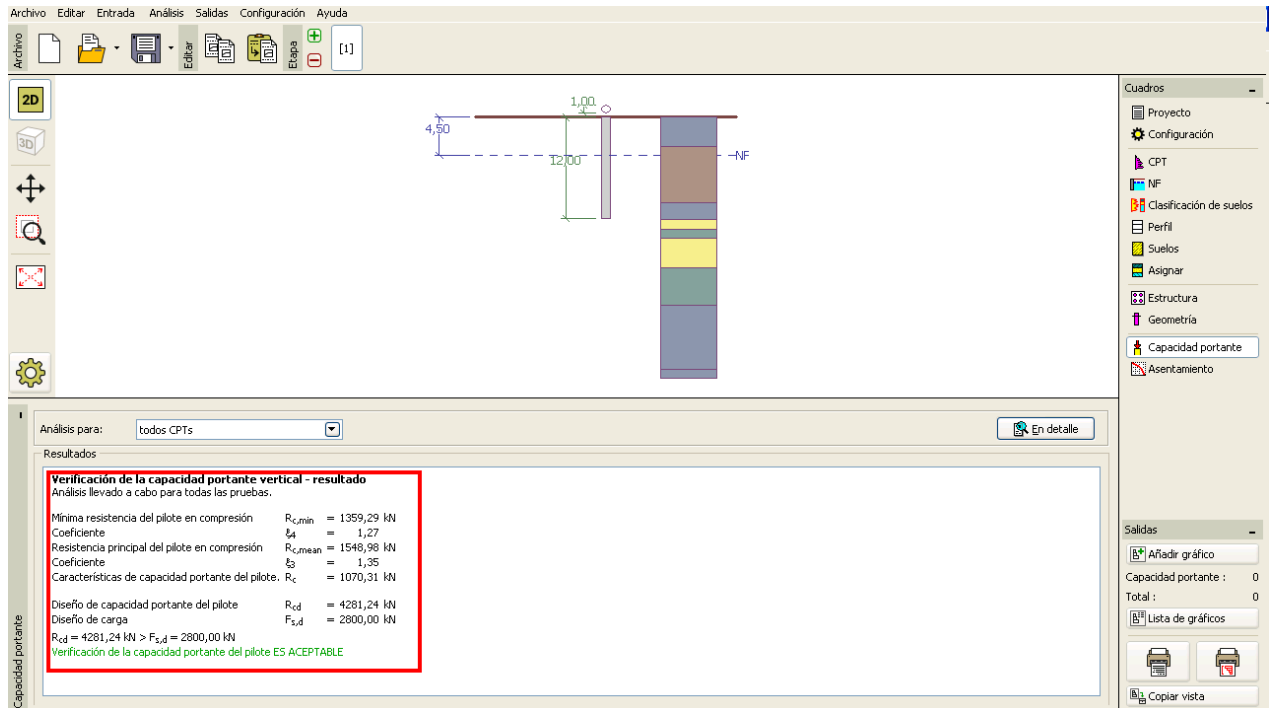 Archivo Editar Entrada Análisis Salidas Configuración Ayuda
Archivo
Editar
Etapa
[1]
2D
3D
1,00
4,50
12,00
NF
Cuadros
Proyecto
Configuración
CPT
NF
Clasificación de suelos
Perfil
Suelos
Asignar
Estructura
Geometría
Capacidad portante
Asentamiento
Capacidad portante
Análisis para: todos CPTs
En detalle
Resultados
Verificación de la capacidad portante vertical - resultado
Análisis llevado a cabo para todas las pruebas.
Mínima resistencia del pilote en compresión Rc,min = 1359,29 kN
Coeficiente ξ4 = 1,27
Resistencia principal del pilote en compresión Rc,mean = 1548,98 kN
Coeficiente ξ3 = 1,35
Características de capacidad portante del pilote. Rc = 1070,31 kN
Diseño de capacidad portante del pilote Rcd = 4281,24 kN
Diseño de carga Fs,d = 2800,00 kN
Rcd = 4281,24 kN > Fs,d = 2800,00 kN
Verificación de la capacidad portante del pilote ES ACEPTABLE
Salidas
Añadir gráfico
Capacidad portante : 0
Total : 0
Lista de gráficos
Copiar vista